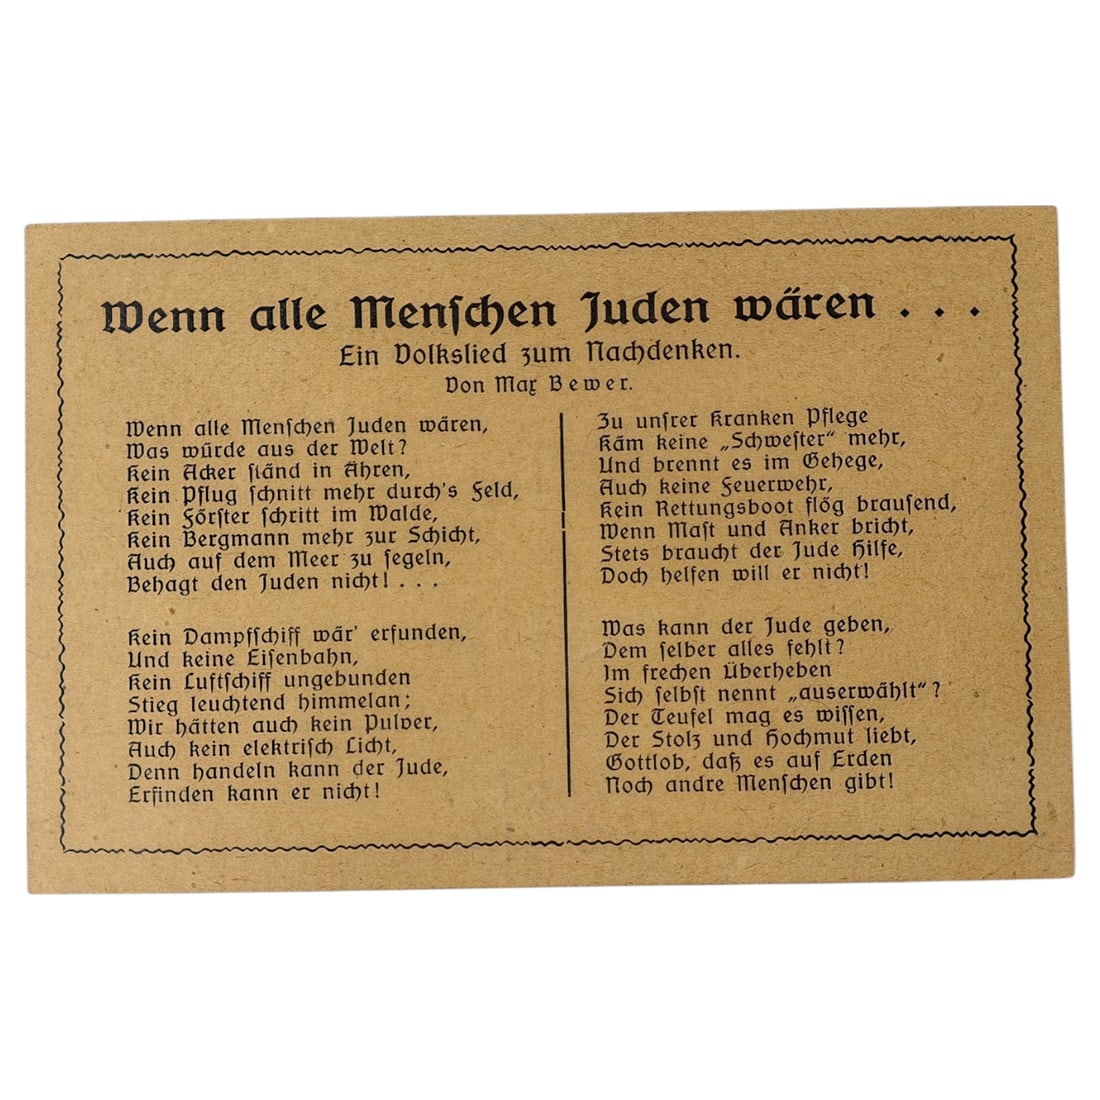 Wenn alle Menſchen Juden wären . . .
Ein Volkslied zum Nachdenken.
Von Max Bewer.
Wenn alle Menſchen Juden wären,
Was würde aus der Welt?
Kein Acker ſtänd in Ähren,
Kein Pflug ſchnitt mehr durch's Feld,
Kein Förſter ſchritt im Walde,
Kein Bergmann mehr zur Schicht,
Auch auf dem Meer zu ſegeln,
Behagt den Juden nicht! . . .
Kein Dampfſchiff wär' erfunden,
Und keine Eiſenbahn,
Kein Luftſchiff ungebunden
Stieg leuchtend himmelan;
Wir hätten auch kein Pulver,
Auch kein elektriſch Licht,
Denn handeln kann der Jude,
Erfinden kann er nicht!
Zu unſrer Kranken Pflege
Käm keine „Schweſter“ mehr,
Und brennt es im Gehege,
Auch keine Feuerwehr,
Kein Rettungsboot flög brauſend,
Wenn Maſt und Anker bricht,
Stets braucht der Jude Hilfe,
Doch helfen will er nicht!
Was kann der Jude geben,
Dem ſelber alles fehlt?
Im frechen Überheben
Sich ſelbſt nennt „auserwählt“?
Der Teufel mag es wiſſen,
Der Stolz und Hochmut liebt,
Gottlob, daß es auf Erden
Noch andre Menſchen gibt!